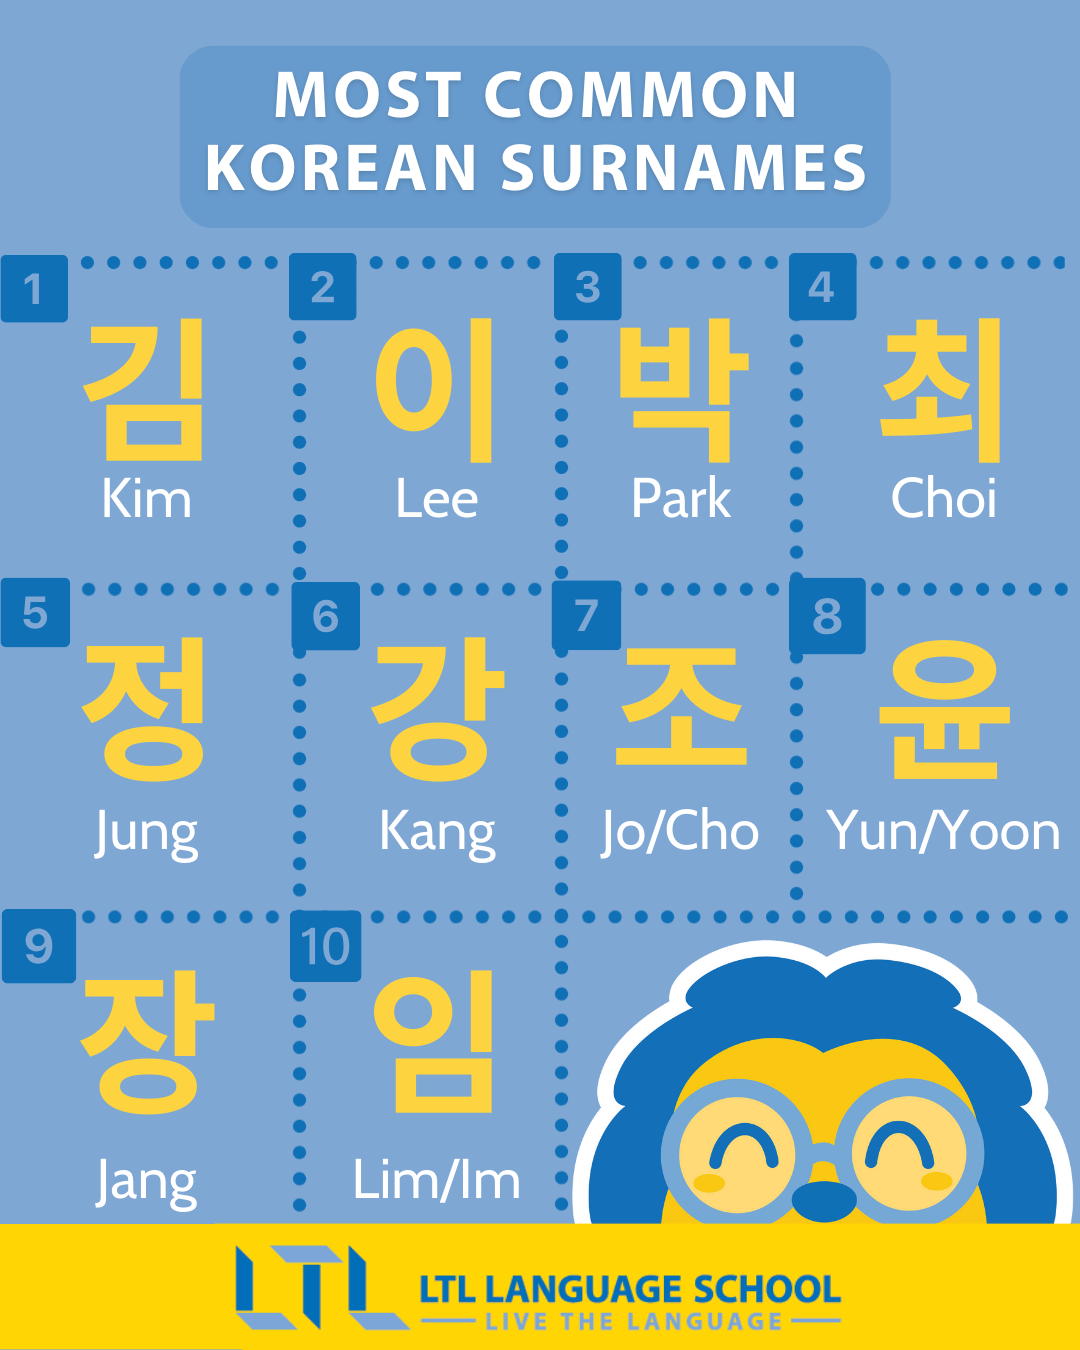 MOST COMMON
KOREAN SURNAMES
1
김
Kim
2
이
Lee
3
박
Park
4
최
Choi
5
정
Jung
6
강
Kang
7
조
Jo/Cho
8
윤
Yun/Yoon
9
장
Jang
10
임
Lim/Im
LTL
LTL LANGUAGE SCHOOL
LIVE THE LANGUAGE